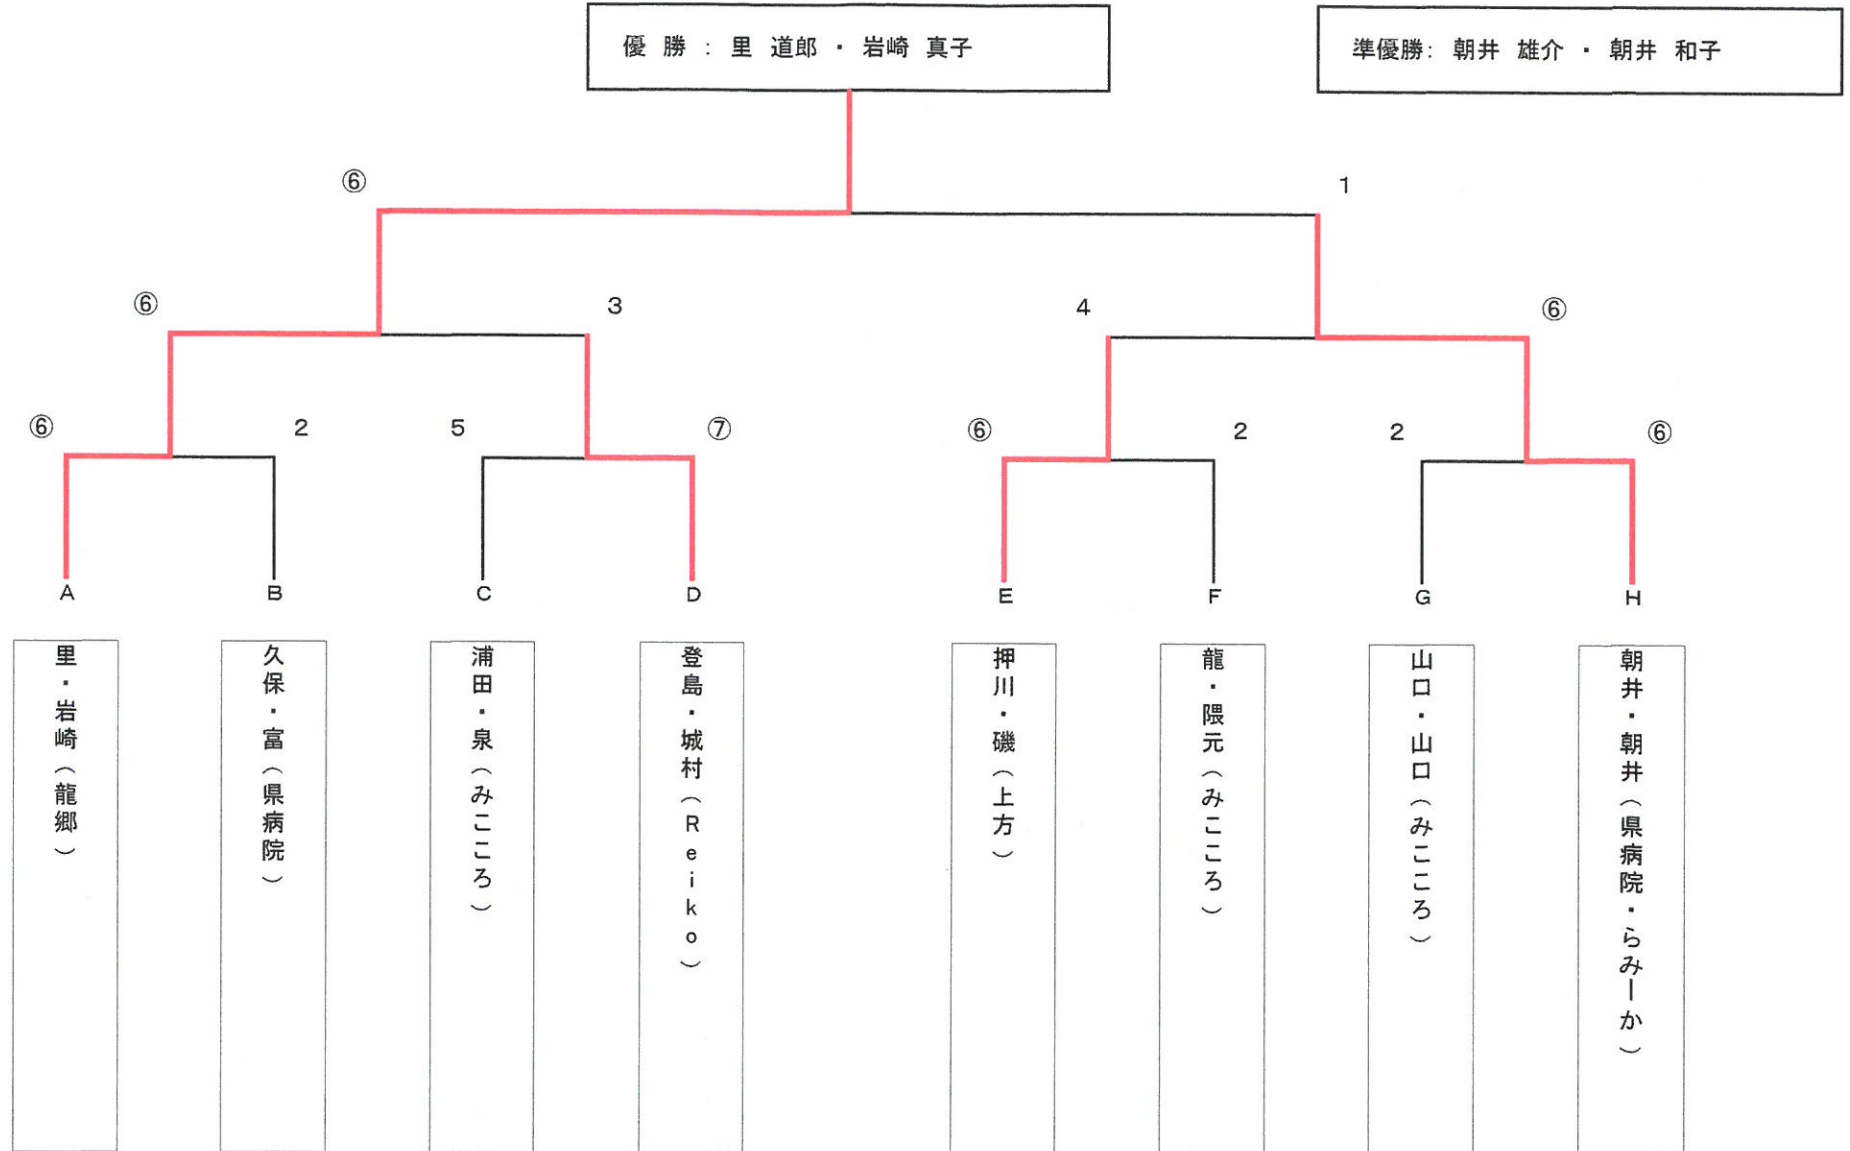 優 勝 : 里 道郎 ・ 岩崎 真子
準優勝: 朝井 雄介 ・ 朝井 和子
⑥
1
⑥
3
4
⑥
⑥
2
5
⑦
⑥
2
2
⑥
A
B
C
D
E
F
G
H
里・岩崎(龍郷)
久保・富(県病院)
浦田・泉(みこころ)
登島・城村(Reiko)
押川・磯(上方)
龍・隈元(みこころ)
山口・山口(みこころ)
朝井・朝井(県病院・らみーか)